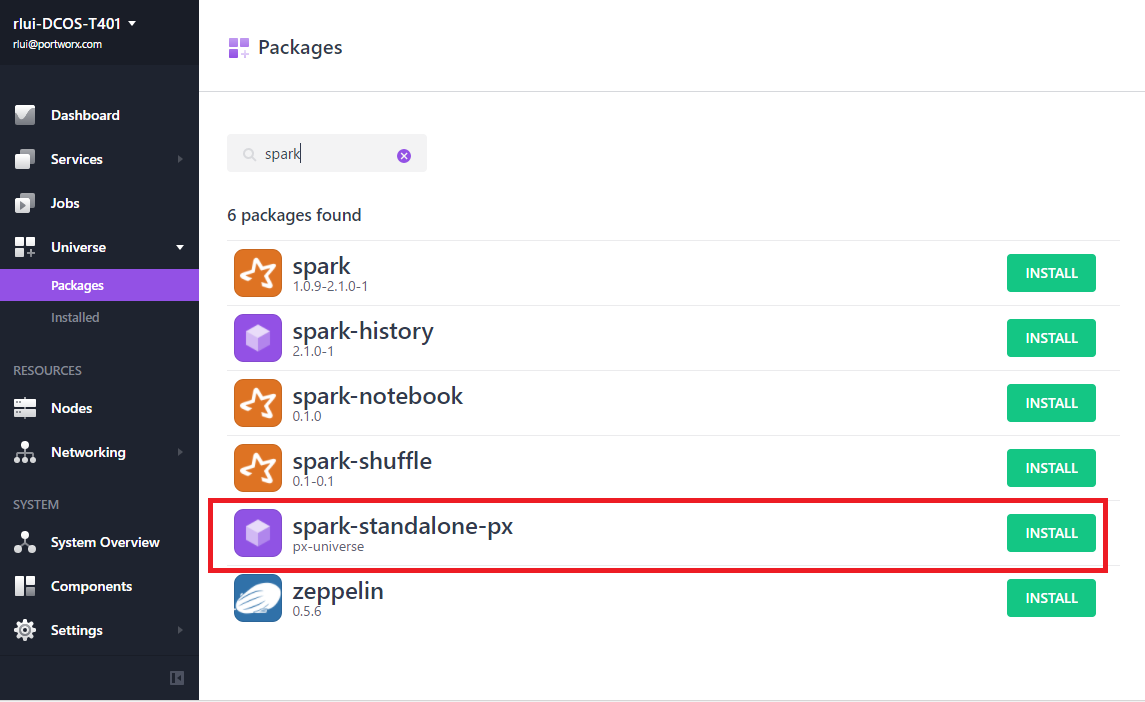 rlui-DCOS-T401
rlui@portworx.com
Dashboard
Services
Jobs
Universe
Packages
Installed
RESOURCES
Nodes
Networking
SYSTEM
System Overview
Components
Settings
Packages
spark
6 packages found
spark
1.0.9-2.1.0-1
INSTALL
spark-history
2.1.0-1
INSTALL
spark-notebook
0.1.0
INSTALL
spark-shuffle
0.1-0.1
INSTALL
spark-standalone-px
px-universe
INSTALL
zeppelin
0.5.6
INSTALL